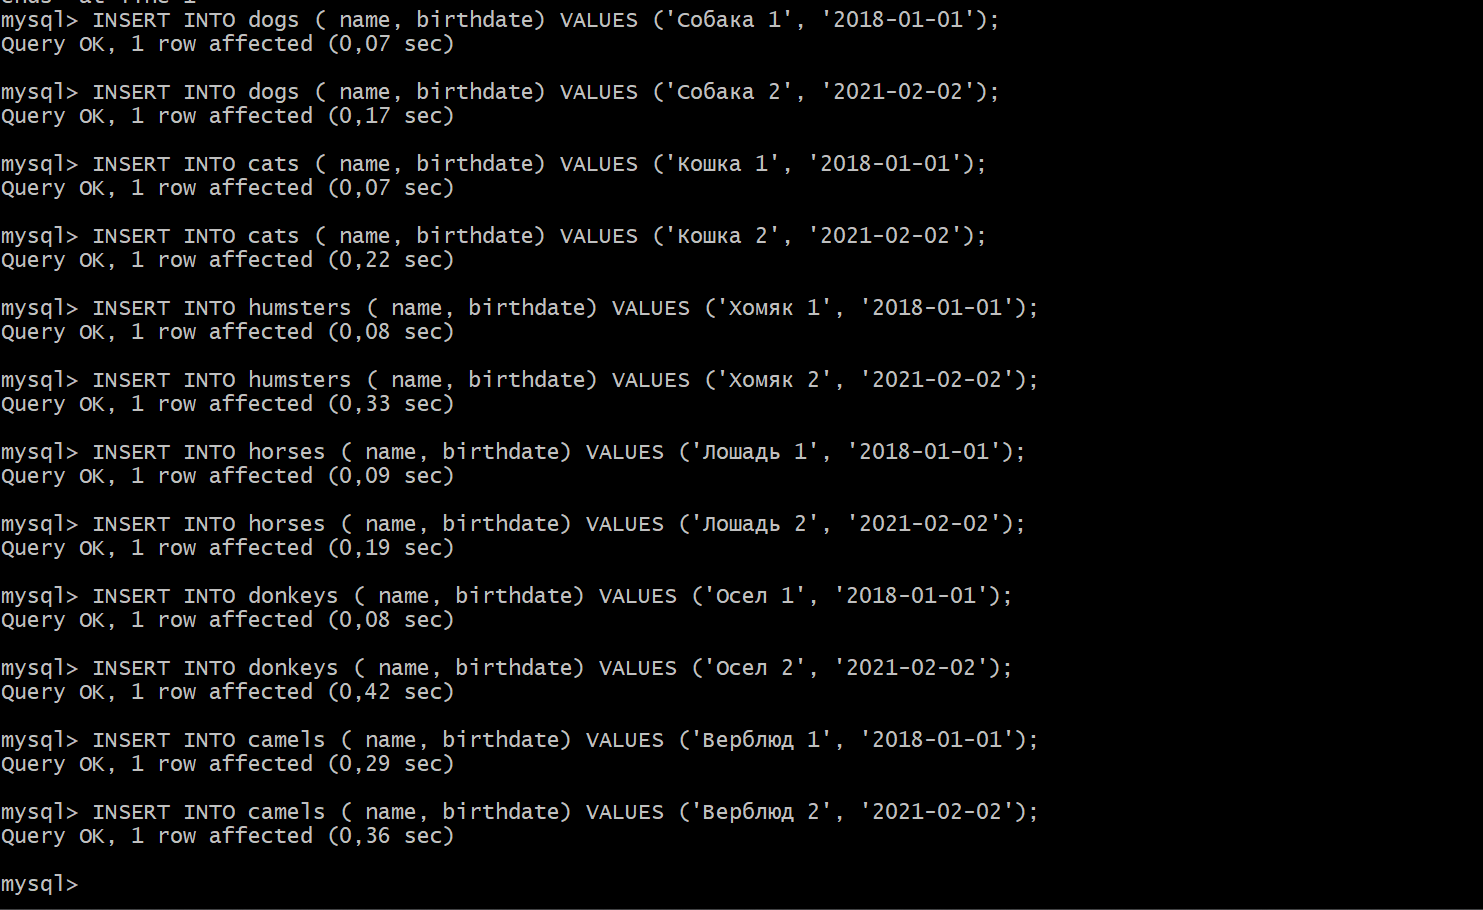 mysql> INSERT INTO dogs ( name, birthdate) VALUES ('Собака 1', '2018-01-01');
Query OK, 1 row affected (0,07 sec)
mysql> INSERT INTO dogs ( name, birthdate) VALUES ('Собака 2', '2021-02-02');
Query OK, 1 row affected (0,17 sec)
mysql> INSERT INTO cats ( name, birthdate) VALUES ('Кошка 1', '2018-01-01');
Query OK, 1 row affected (0,07 sec)
mysql> INSERT INTO cats ( name, birthdate) VALUES ('Кошка 2', '2021-02-02');
Query OK, 1 row affected (0,22 sec)
mysql> INSERT INTO humsters ( name, birthdate) VALUES ('Хомяк 1', '2018-01-01');
Query OK, 1 row affected (0,08 sec)
mysql> INSERT INTO humsters ( name, birthdate) VALUES ('Хомяк 2', '2021-02-02');
Query OK, 1 row affected (0,33 sec)
mysql> INSERT INTO horses ( name, birthdate) VALUES ('Лошадь 1', '2018-01-01');
Query OK, 1 row affected (0,09 sec)
mysql> INSERT INTO horses ( name, birthdate) VALUES ('Лошадь 2', '2021-02-02');
Query OK, 1 row affected (0,19 sec)
mysql> INSERT INTO donkeys ( name, birthdate) VALUES ('Осел 1', '2018-01-01');
Query OK, 1 row affected (0,08 sec)
mysql> INSERT INTO donkeys ( name, birthdate) VALUES ('Осел 2', '2021-02-02');
Query OK, 1 row affected (0,42 sec)
mysql> INSERT INTO camels ( name, birthdate) VALUES ('Верблюд 1', '2018-01-01');
Query OK, 1 row affected (0,29 sec)
mysql> INSERT INTO camels ( name, birthdate) VALUES ('Верблюд 2', '2021-02-02');
Query OK, 1 row affected (0,36 sec)
mysql>